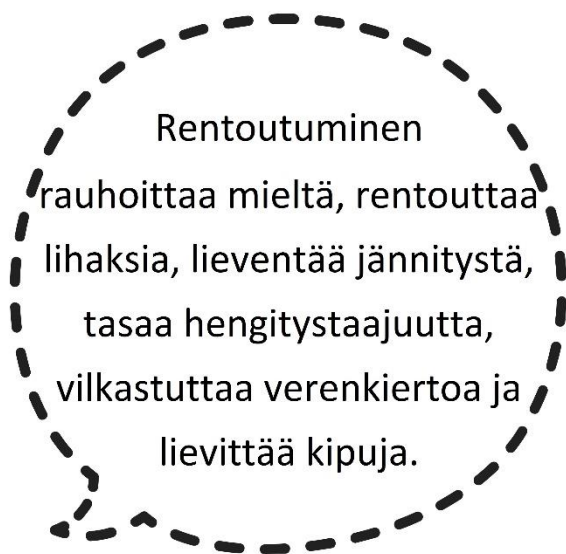 Rentoutuminen
rauhoittaa mieltä, rentouttaa
lihaksia, lieventää jännitystä,
tasaa hengitystaajuutta,
vilkastuttaa verenkiertoa ja
lievittää kipuja.